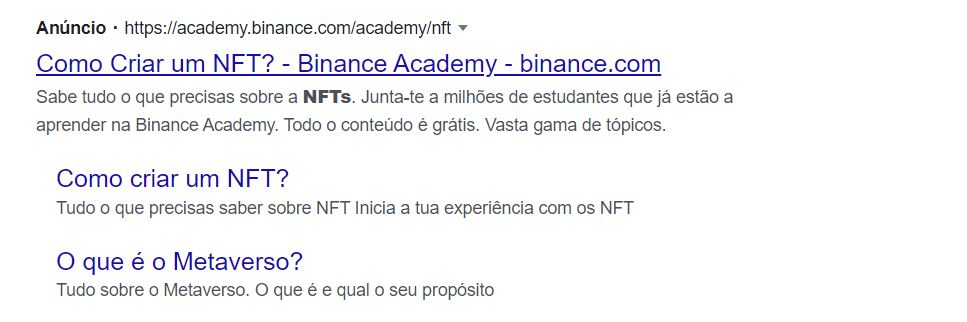 Anúncio · https://academy.binance.com/academy/nft
Como Criar um NFT? - Binance Academy - binance.com
Sabe tudo o que precisas sobre a NFTs. Junta-te a milhões de estudantes que já estão a
aprender na Binance Academy. Todo o conteúdo é grátis. Vasta gama de tópicos.
Como criar um NFT?
Tudo o que precisas saber sobre NFT Inicia a tua experiência com os NFT
O que é o Metaverso?
Tudo sobre o Metaverso. O que é e qual o seu propósito